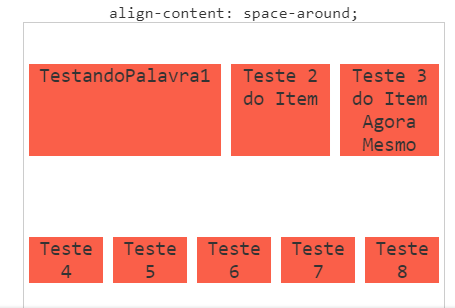 align-content: space-around;
TestandoPalavra1 Teste 2 Teste 3
do Item do Item
Agora
Mesmo
Teste Teste Teste Teste Teste
4 5 6 7 8